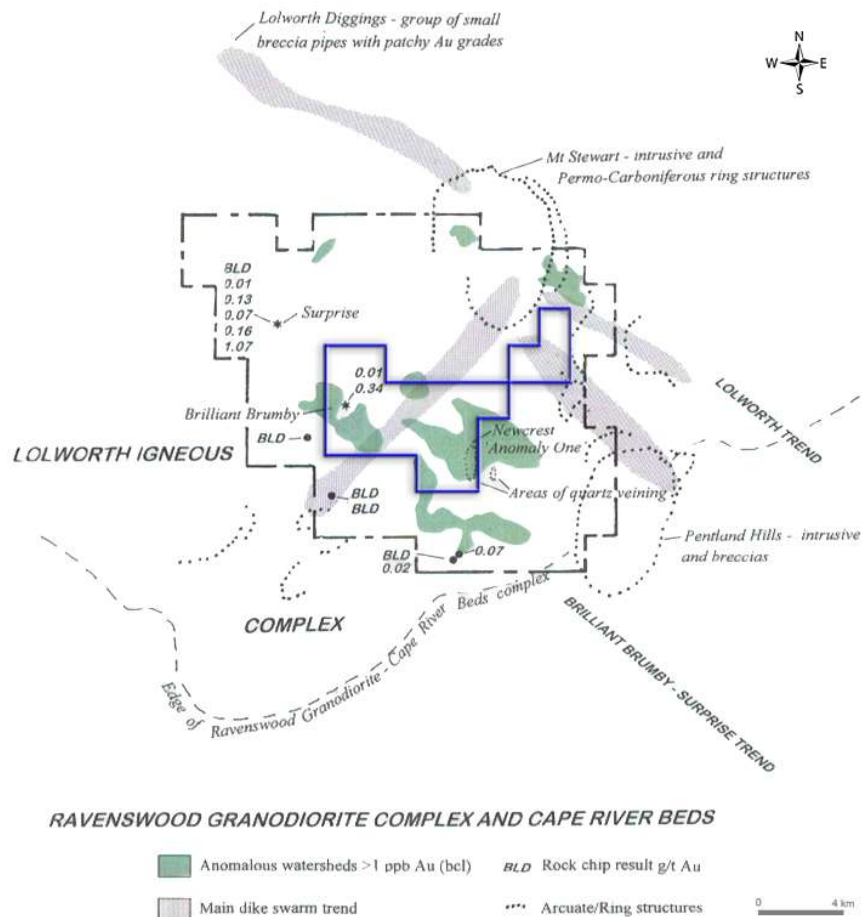 Lolworth Diggings - group of small
breccia pipes with patchy Au grades
N
W E
S
Mt Stewart - intrusive and
Permo-Carboniferous ring structures
BLD
0.01
0.13
0.07
0.16
1.07
Surprise
0.01
0.34
Brilliant Brumby
BLD
Newcrest
'Anomaly One'
LOLWORTH TREND
LOLWORTH IGNEOUS
BLD
BLD
Areas of quartz veining
Pentland Hills - intrusive
and breccias
BLD
0.02
0.07
COMPLEX
Edge of Ravenswood Granodiorite - Cape River Beds complex
BRILLIANT BRUMBY - SURPRISE TREND
RAVENSWOOD GRANODIORITE COMPLEX AND CAPE RIVER BEDS
Anomalous watersheds >1 ppb Au (bcl)
BLD Rock chip result g/t Au
Main dike swarm trend
Arcuate/Ring structures
0 4 km